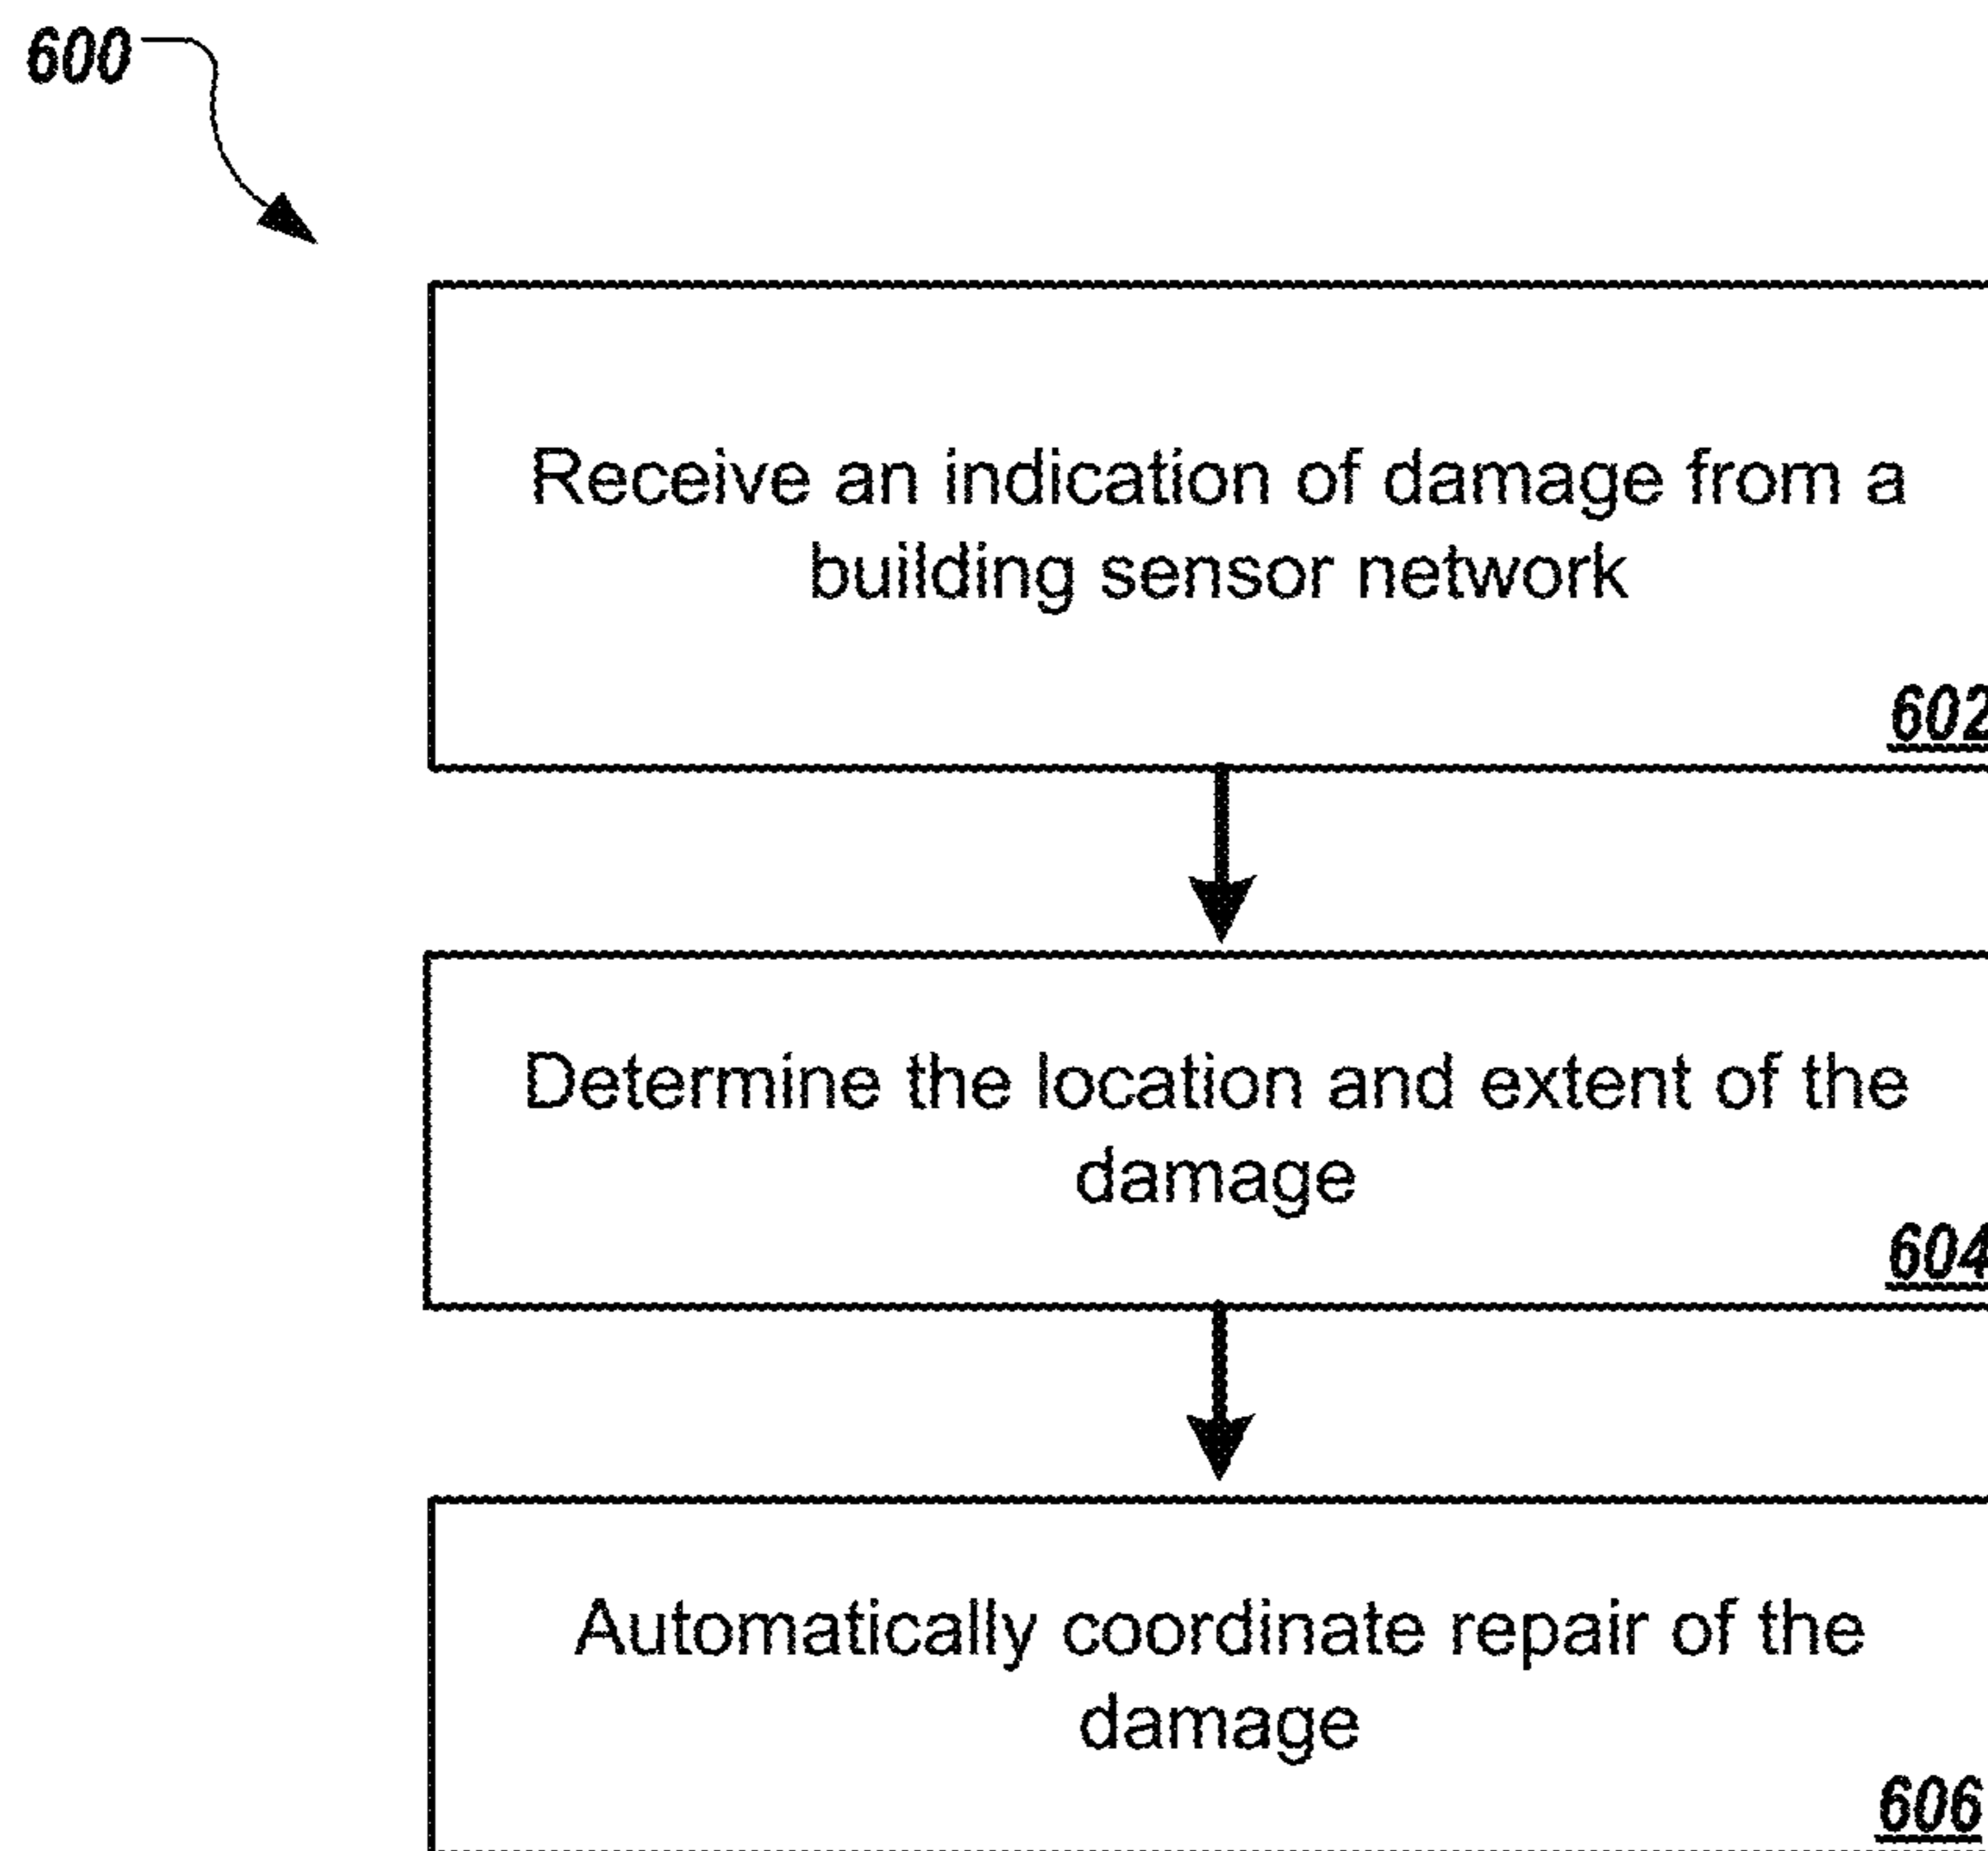 600
Receive an indication of damage from a
building sensor network
602
Determine the location and extent of the
damage
604
Automatically coordinate repair of the
damage
606